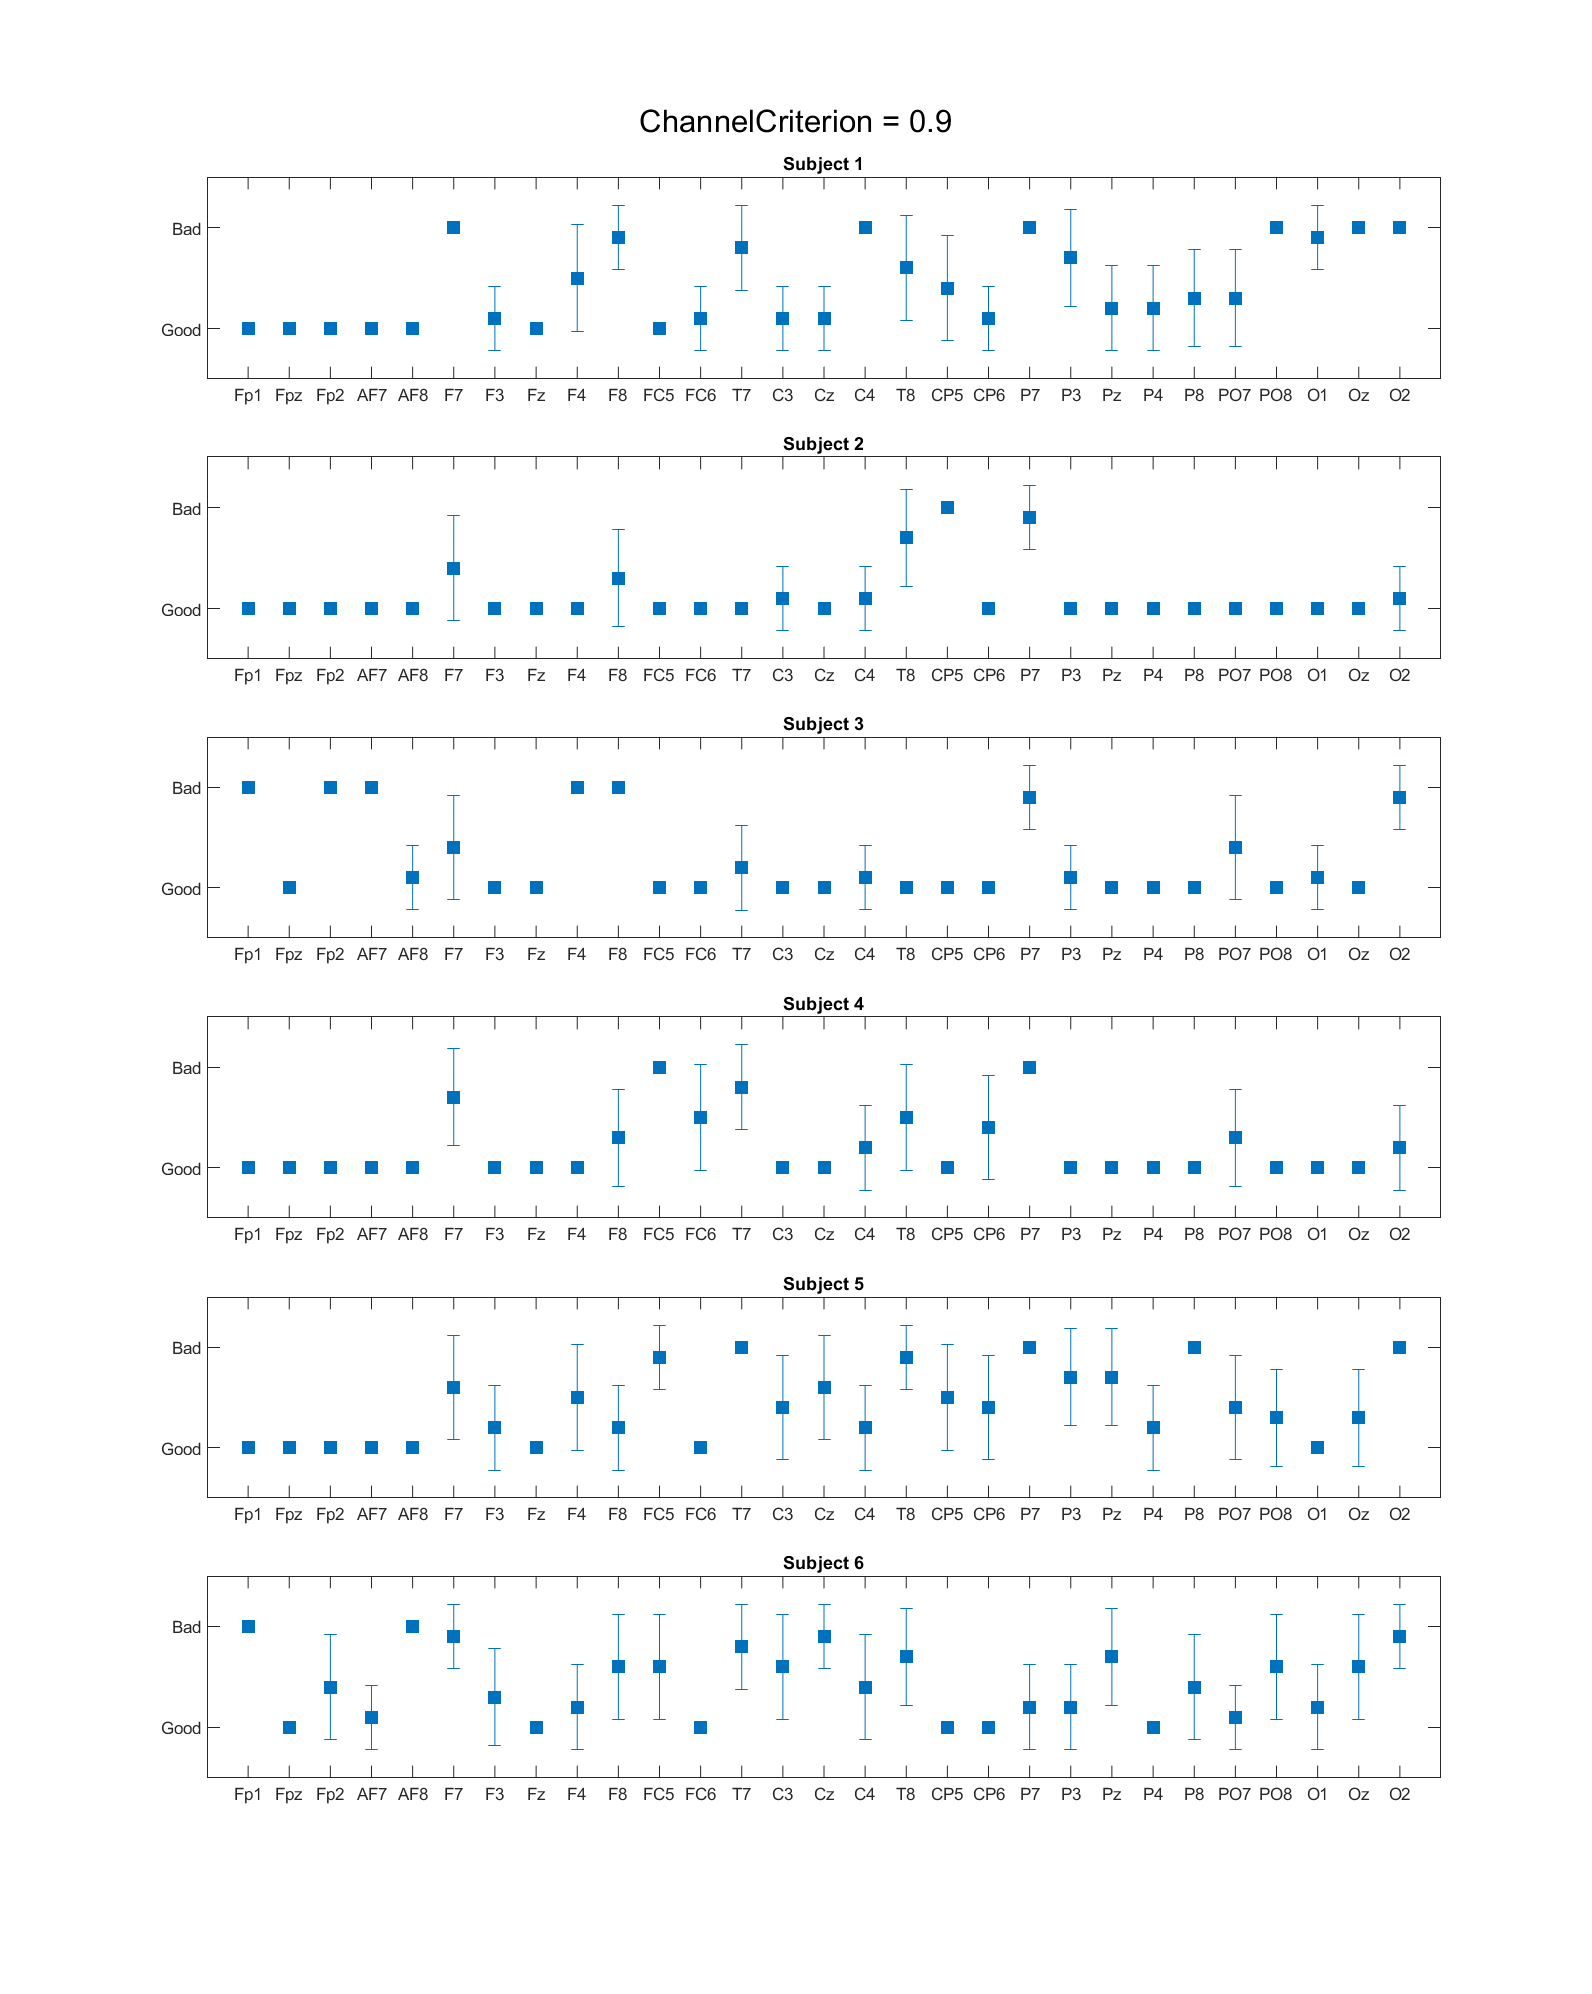 ChannelCriterion = 0.9
Subject 1
Bad
Good
Fp1 Fpz Fp2 AF7 AF8 F7 F3 Fz F4 F8 FC5 FC6 T7 C3 Cz C4 T8 CP5 CP6 P7 P3 Pz P4 P8 PO7 PO8 O1 Oz O2
Subject 2
Bad
Good
Fp1 Fpz Fp2 AF7 AF8 F7 F3 Fz F4 F8 FC5 FC6 T7 C3 Cz C4 T8 CP5 CP6 P7 P3 Pz P4 P8 PO7 PO8 O1 Oz O2
Subject 3
Bad
Good
Fp1 Fpz Fp2 AF7 AF8 F7 F3 Fz F4 F8 FC5 FC6 T7 C3 Cz C4 T8 CP5 CP6 P7 P3 Pz P4 P8 PO7 PO8 O1 Oz O2
Subject 4
Bad
Good
Fp1 Fpz Fp2 AF7 AF8 F7 F3 Fz F4 F8 FC5 FC6 T7 C3 Cz C4 T8 CP5 CP6 P7 P3 Pz P4 P8 PO7 PO8 O1 Oz O2
Subject 5
Bad
Good
Fp1 Fpz Fp2 AF7 AF8 F7 F3 Fz F4 F8 FC5 FC6 T7 C3 Cz C4 T8 CP5 CP6 P7 P3 Pz P4 P8 PO7 PO8 O1 Oz O2
Subject 6
Bad
Good
Fp1 Fpz Fp2 AF7 AF8 F7 F3 Fz F4 F8 FC5 FC6 T7 C3 Cz C4 T8 CP5 CP6 P7 P3 Pz P4 P8 PO7 PO8 O1 Oz O2